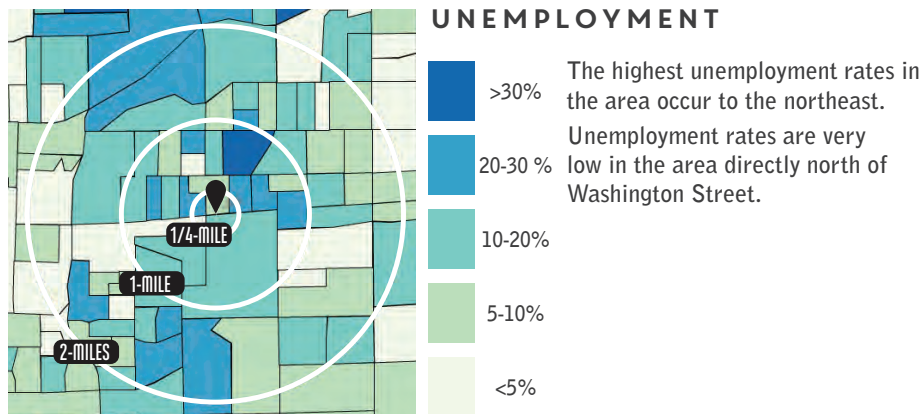 UNEMPLOYMENT
>30%
20-30 %
10-20%
5-10%
<5%
The highest unemployment rates in
the area occur to the northeast.
Unemployment rates are very
low in the area directly north of
Washington Street.
1/4-MILE
1-MILE
2-MILES